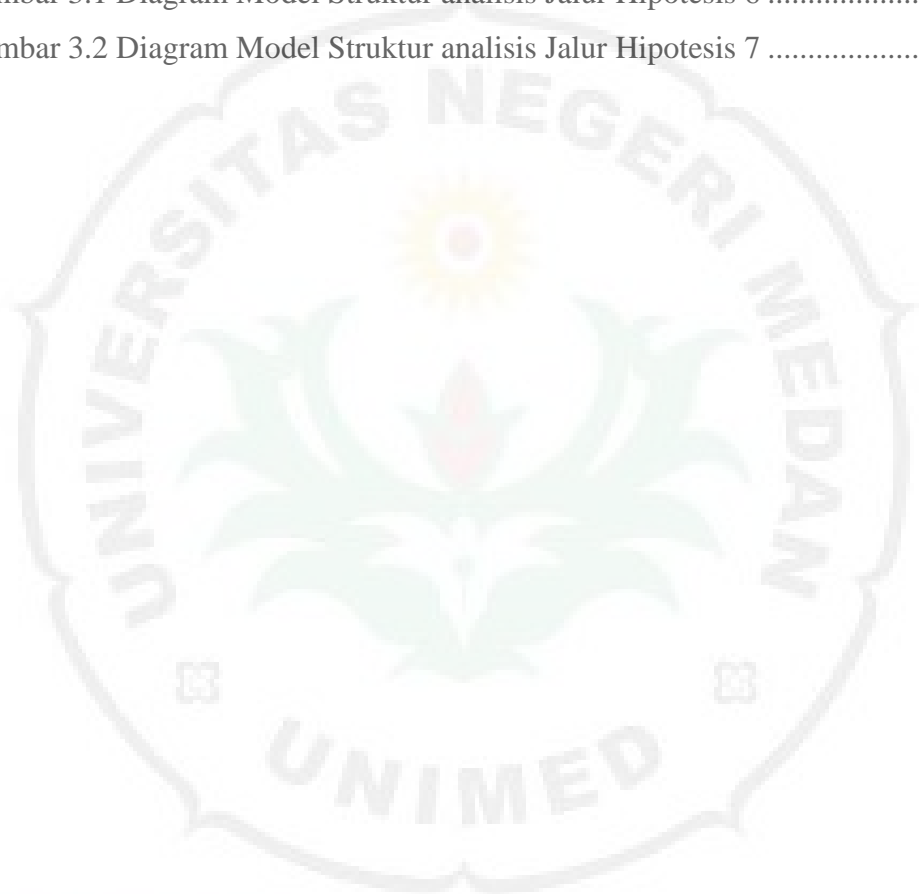 mbar 3.1 Diagram Model Struktur analisis Jalur Hipotesis 6 ..................
mbar 3.2 Diagram Model Struktur analisis Jalur Hipotesis 7 ..................
UNIVERSITAS NEGERI MEDAN
UNIMED